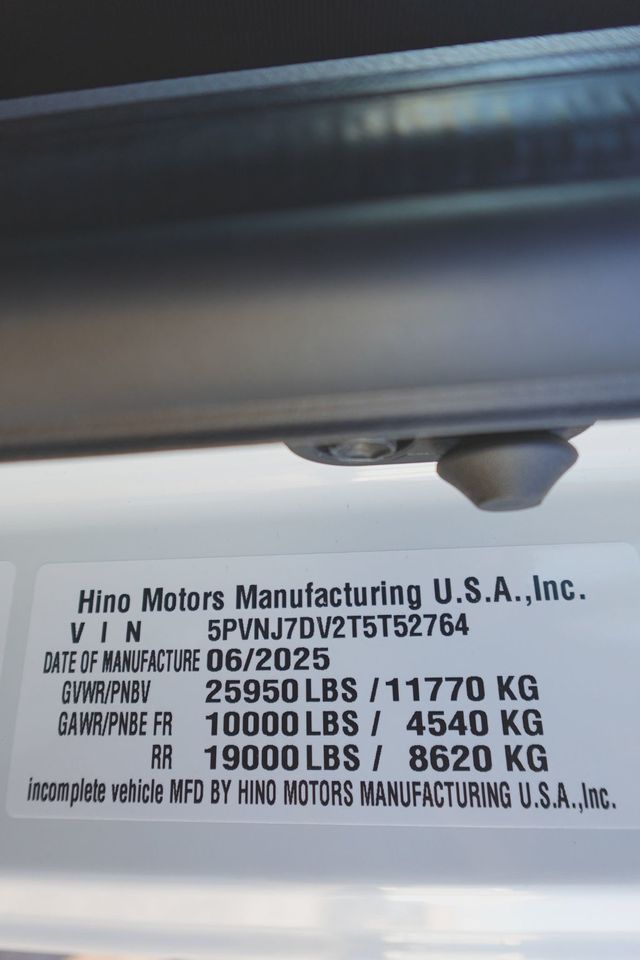 Hino Motors Manufacturing U.S.A.,Inc.
VIN 5PVNJ7DV2T5T52764
DATE OF MANUFACTURE 06/2025
GVWR/PNBV 25950 LBS / 11770 KG
GAWR/PNBE FR 10000 LBS / 4540 KG
RR 19000 LBS / 8620 KG
incomplete vehicle MFD BY HINO MOTORS MANUFACTURING U.S.A.,Inc.